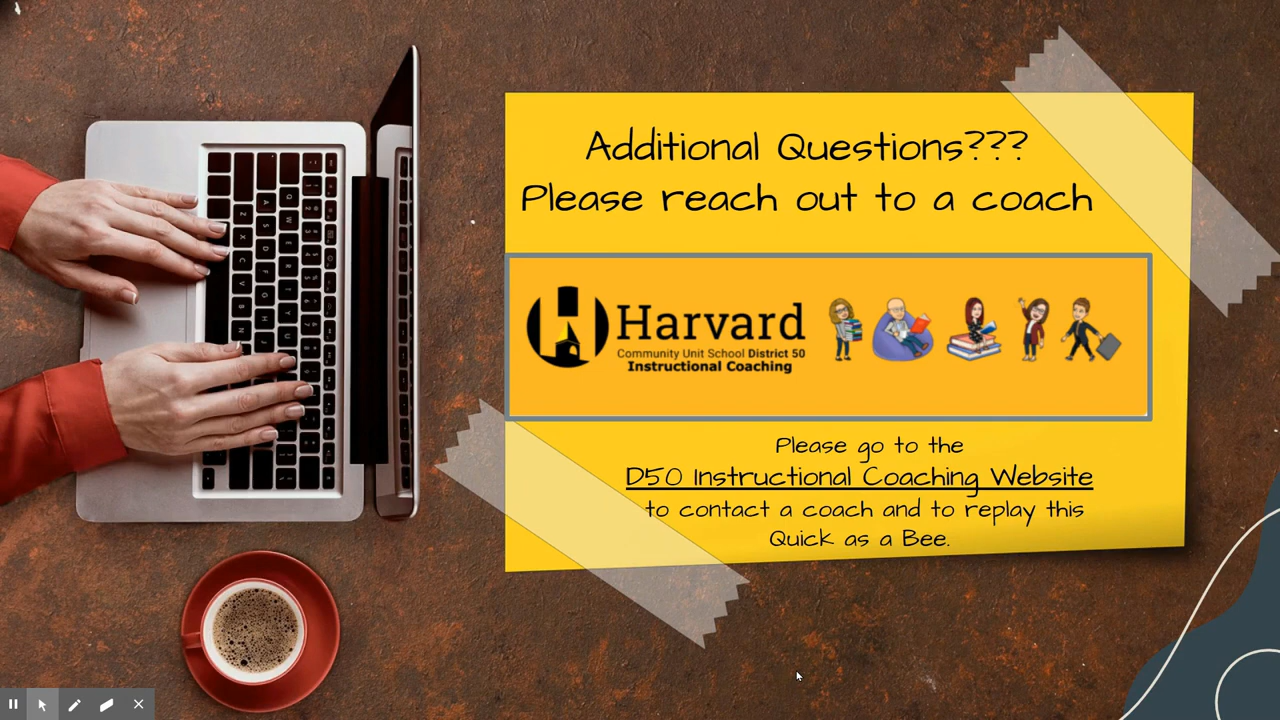 Additional Questions???
Please reach out to a coach
Harvard
Community Unit School District 50
Instructional Coaching
Please go to the
D50 Instructional Coaching Website
to contact a coach and to replay this
Quick as a Bee.